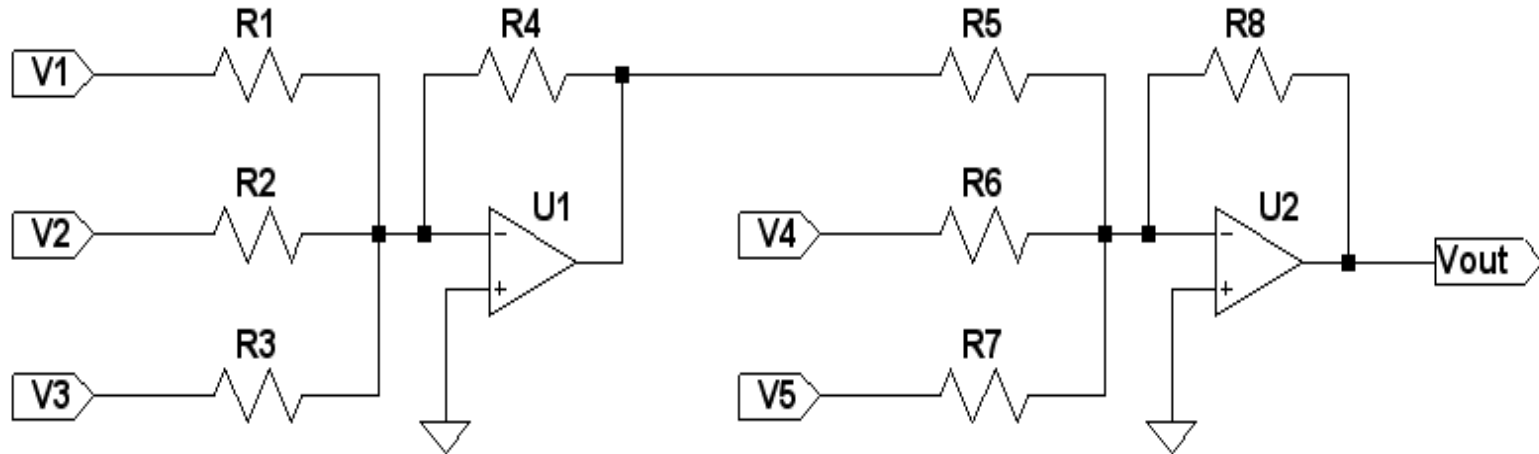 R1 R4 R5 R8
V1
R2 R6
U1 U2
V2 − V4 −
Vout
+ +
R3 R7
V3 V5